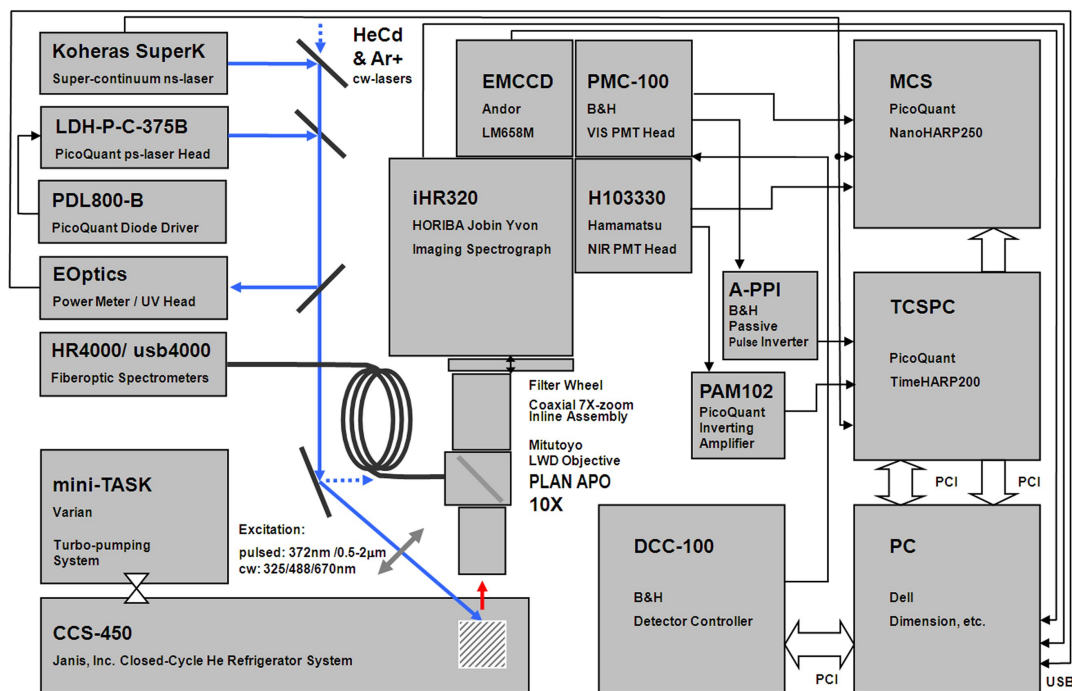 Koheras SuperK
Super-continuum ns-laser
HeCd
& Ar+
cw-lasers
LDH-P-C-375B
PicoQuant ps-laser Head
PDL800-B
PicoQuant Diode Driver
EOptics
Power Meter / UV Head
HR4000/ usb4000
Fiberoptic Spectrometers
EMCCD
Andor
LM658M
PMC-100
B&H
VIS PMT Head
MCS
PicoQuant
NanoHARP250
iHR320
HORIBA Jobin Yvon
Imaging Spectrograph
H103330
Hamamatsu
NIR PMT Head
A-PPI
B&H
Passive
Pulse Inverter
TCSPC
PicoQuant
TimeHARP200
PAM102
PicoQuant
Inverting
Amplifier
Filter Wheel
Coaxial 7X-zoom
Inline Assembly
Mitutoyo
LWD Objective
PLAN APO
10X
mini-TASK
Varian
Turbo-pumping
System
Excitation:
pulsed: 372nm /0.5-2μm
cw: 325/488/670nm
PCI
PCI
DCC-100
B&H
Detector Controller
PC
Dell
Dimension, etc.
CCS-450
Janis, Inc. Closed-Cycle He Refrigerator System
PCI
USB